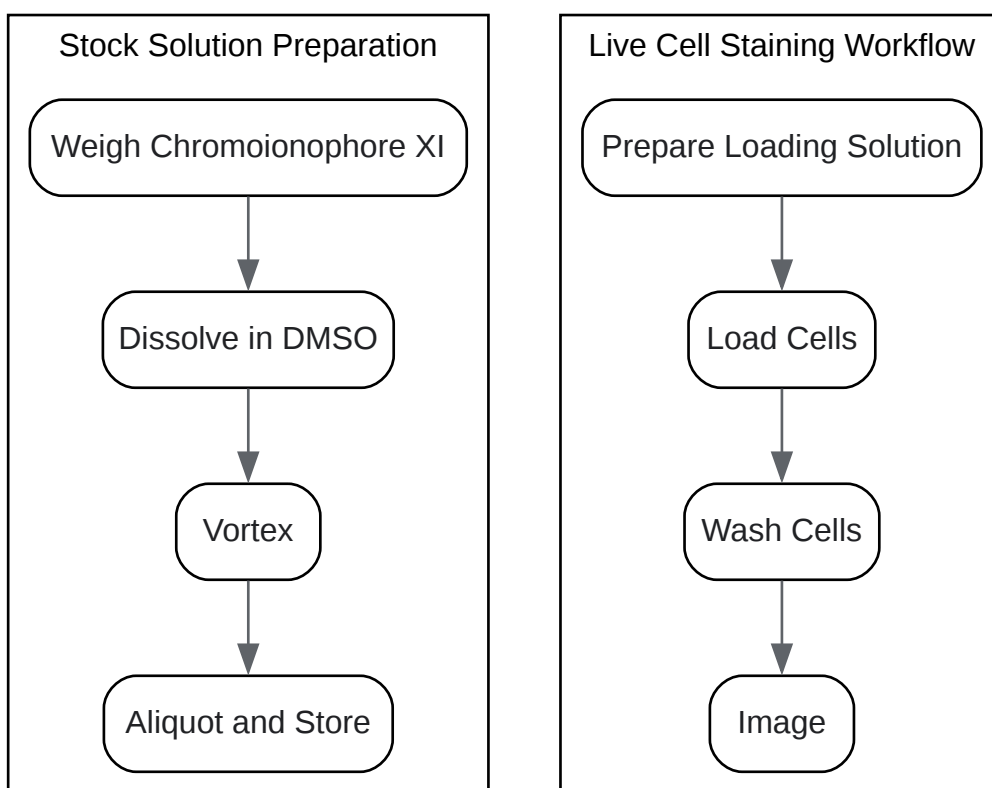 Stock Solution Preparation
Weigh Chromoionophore XI
Dissolve in DMSO
Vortex
Aliquot and Store
Live Cell Staining Workflow
Prepare Loading Solution
Load Cells
Wash Cells
Image